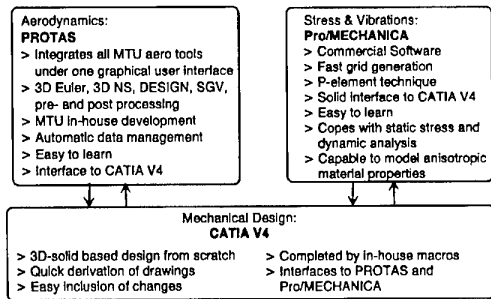 Aerodynamics:
PROTAS
> Integrates all MTU aero tools
under one graphical user interface
> 3D Euler, 3D NS, DESIGN, SGV,
pre- and post processing
> MTU in-house development
> Automatic data management
> Easy to learn
> Interface to CATIA V4
Stress & Vibrations:
Pro/MECHANICA
> Commercial Software
> Fast grid generation
> P-element technique
> Solid interface to CATIA V4
> Easy to learn
> Copes with static stress and
dynamic analysis
> Capable to model anisotropic
material properties
Mechanical Design:
CATIA V4
> 3D-solid based design from scratch
> Quick derivation of drawings
> Easy inclusion of changes
> Completed by in-house macros
> Interfaces to PROTAS and
Pro/MECHANICA